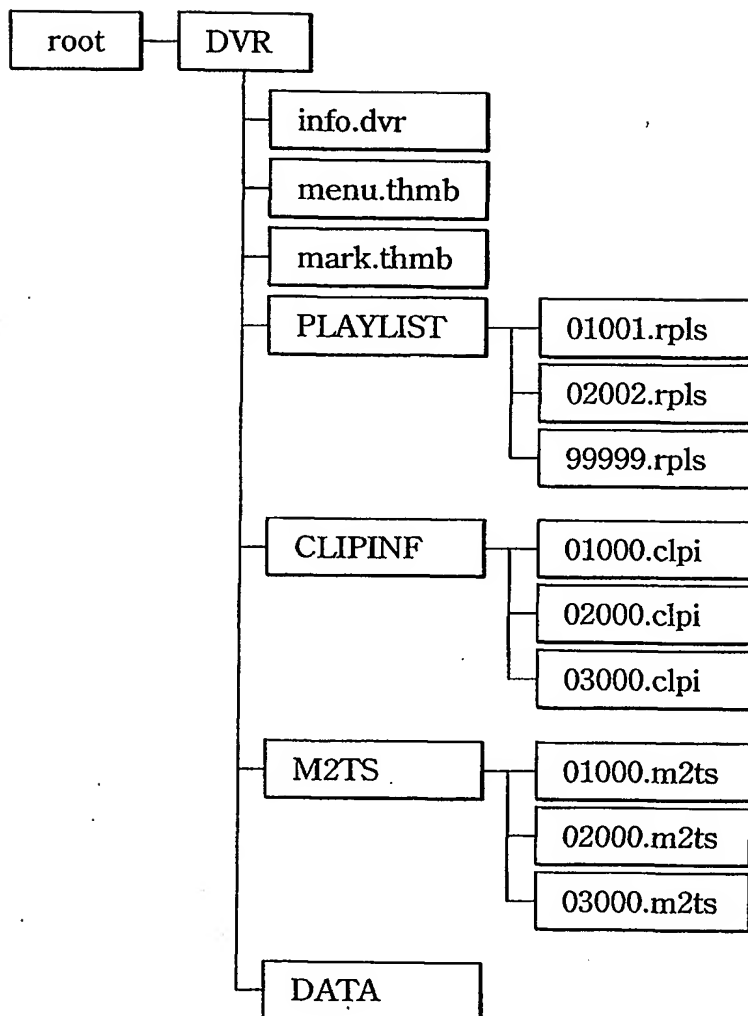 root DVR
info.dvr
menu.thmb
mark.thmb
PLAYLIST 01001.rpls
02002.rpls
99999.rpls
CLIPINF 01000.clpi
02000.clpi
03000.clpi
M2TS 01000.m2ts
02000.m2ts
03000.m2ts
DATA